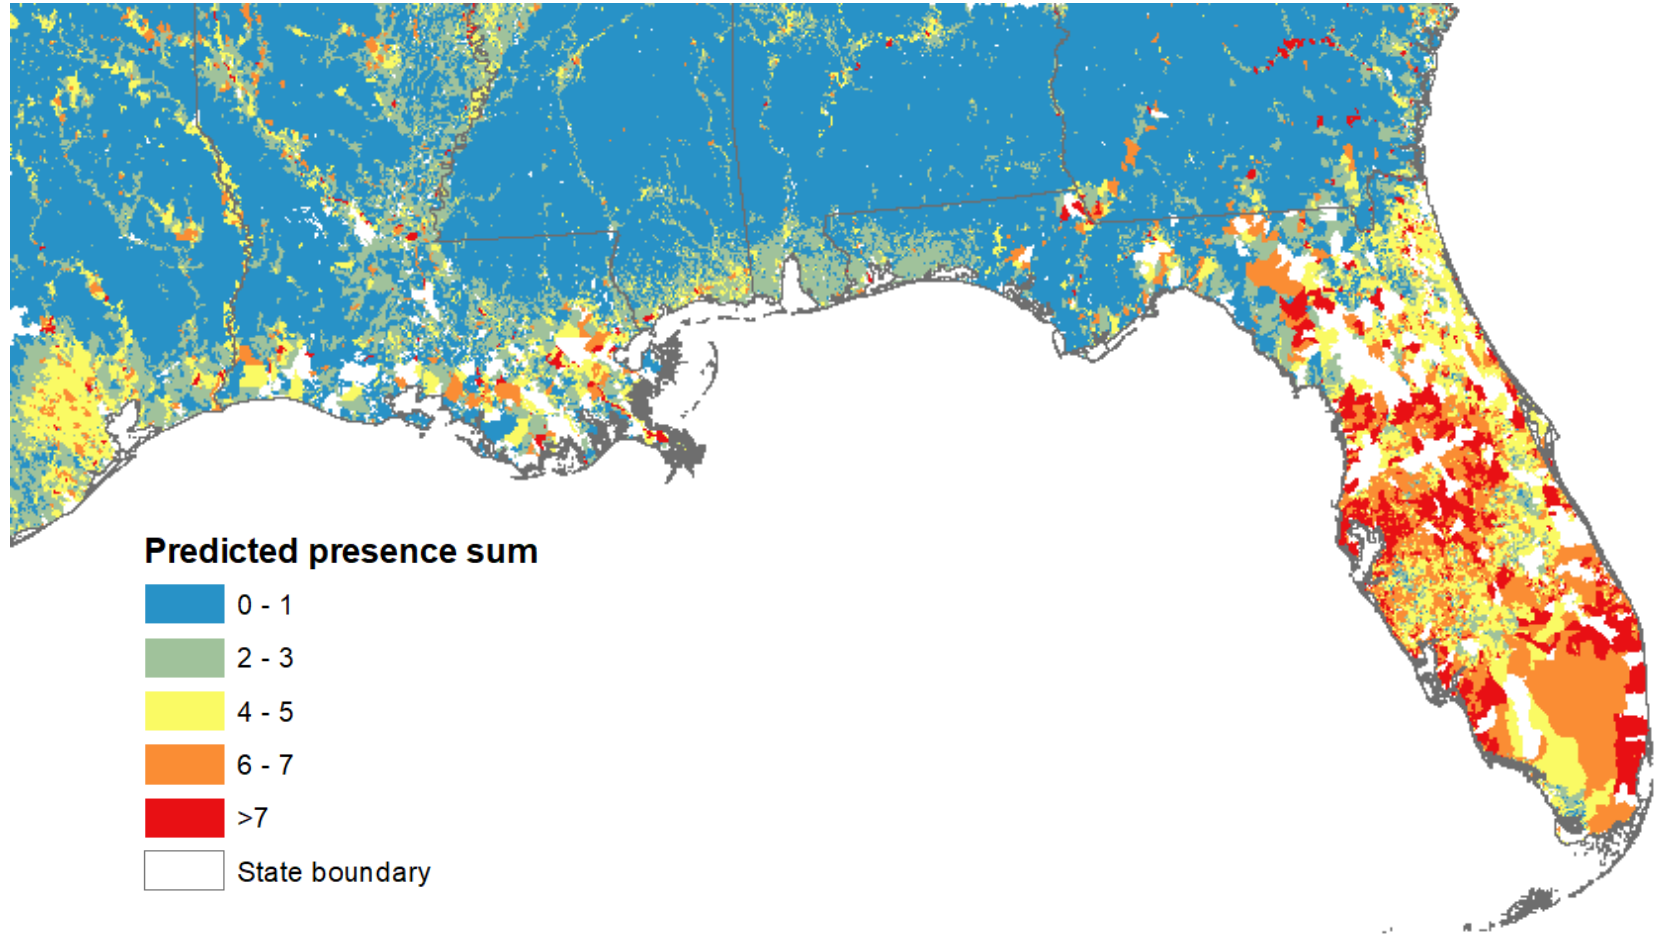 Predicted presence sum
0 - 1
2 - 3
4 - 5
6 - 7
>7
State boundary